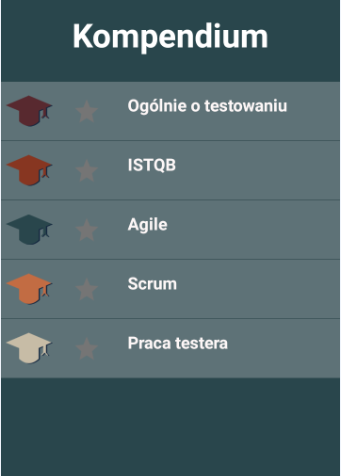 Kompendium
Ogólnie o testowaniu
ISTQB
Agile
Scrum
Praca testera